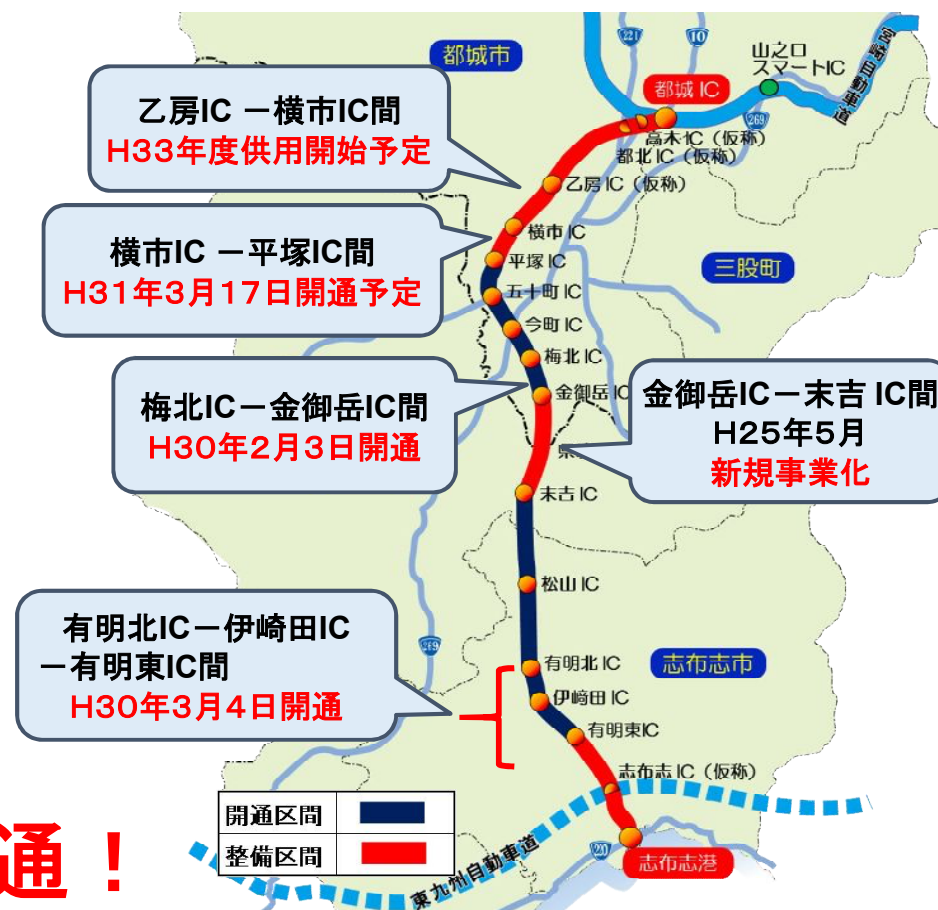 都城市
221
10
山之口
スマートIC
宮崎自動車道
都城IC
269
高木IC(仮称)
都北IC(仮称)
乙房IC －横市IC間
H33年度供用開始予定
乙房IC(仮称)
横市IC
横市IC －平塚IC間
H31年3月17日開通予定
平塚IC
三股町
五十町IC
今町IC
梅北IC
梅北IC－金御岳IC間
H30年2月3日開通
金御岳IC
金御岳IC－末吉IC間
H25年5月
新規事業化
末吉IC
松山IC
有明北IC－伊崎田IC
－有明東IC間
H30年3月4日開通
269
有明北IC
志布志市
伊﨑田IC
有明東IC
志布志IC(仮称)
開通区間
整備区間
通！
東九州自動車道
220
志布志港